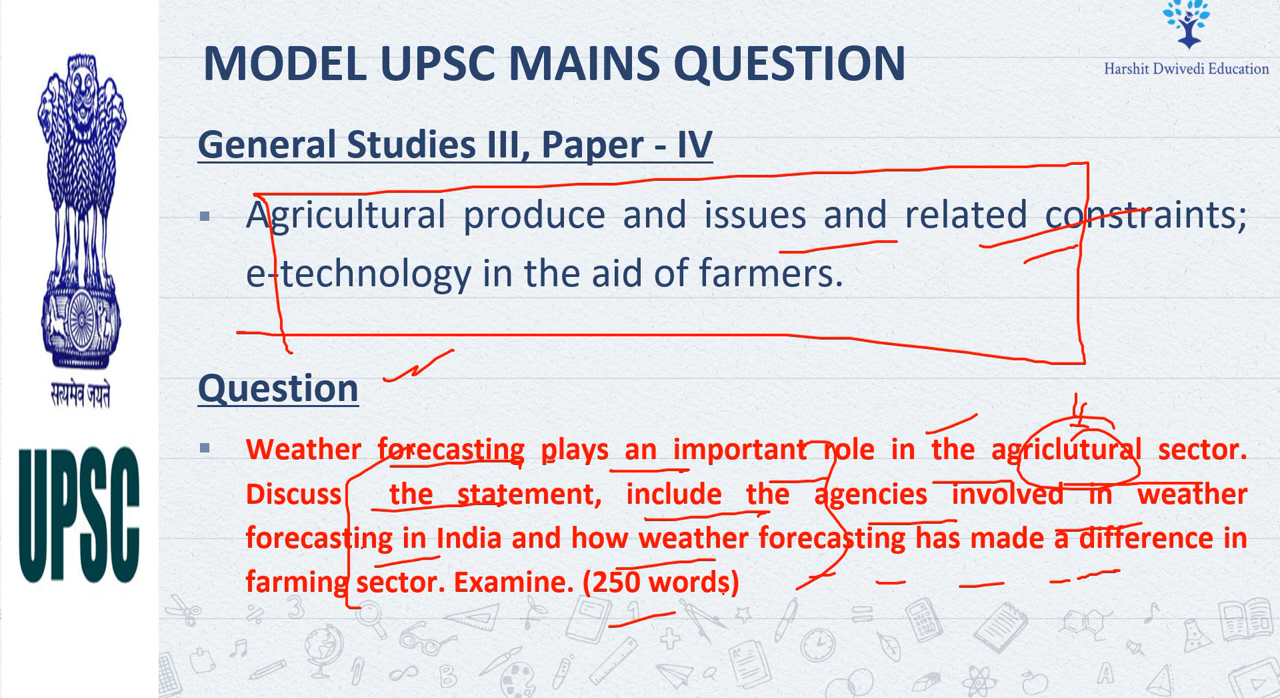 MODEL UPSC MAINS QUESTION
Harshit Dwivedi Education
General Studies III, Paper - IV
Agricultural produce and issues and related constraints;
e-technology in the aid of farmers.
सत्यमेव जयते
UPSC
Question
Weather forecasting plays an important role in the agriclutural sector.
Discuss the statement, include the agencies involved in weather
forecasting in India and how weather forecasting has made a difference in
farming sector. Examine. (250 words)